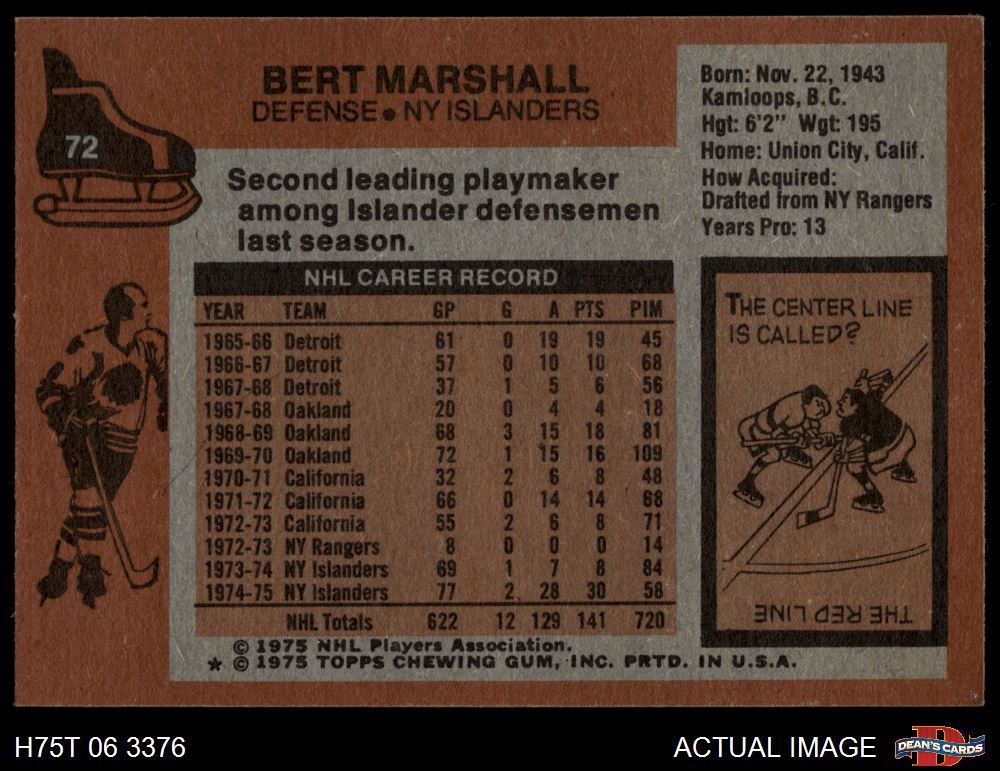 72
BERT MARSHALL
DEFENSE • NY ISLANDERS
Born: Nov. 22, 1943
Kamloops, B.C.
Hgt: 6'2" Wgt: 195
Home: Union City, Calif.
How Acquired:
Drafted from NY Rangers
Years Pro: 13
Second leading playmaker
among Islander defensemen
last season.
NHL CAREER RECORD
YEAR TEAM GP G A PTS PIM
1965-66 Detroit 61 0 19 19 45
1966-67 Detroit 57 0 10 10 68
1967-68 Detroit 37 1 5 6 56
1967-68 Oakland 20 0 4 4 18
1968-69 Oakland 68 3 15 18 81
1969-70 Oakland 72 1 15 16 109
1970-71 California 32 2 6 8 48
1971-72 California 66 0 14 14 68
1972-73 California 55 2 6 8 71
1972-73 NY Rangers 8 0 0 0 14
1973-74 NY Islanders 69 1 7 8 84
1974-75 NY Islanders 77 2 28 30 58
NHL Totals 622 12 129 141 720
THE CENTER LINE
IS CALLED?
THE RED LINE
© 1975 NHL Players Association.
* © 1975 TOPPS CHEWING GUM, INC. PRTD. IN U.S.A.
H75T 06 3376
ACTUAL IMAGE
D
DEAN'S CARDS